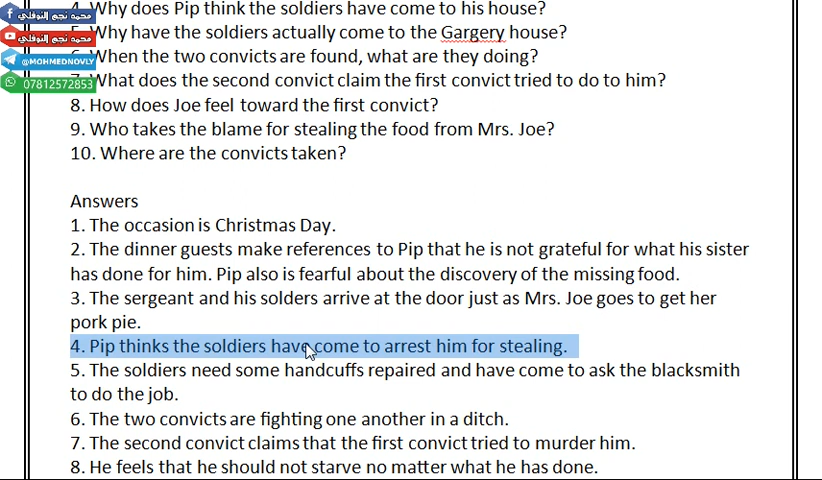 4. Why does Pip think the soldiers have come to his house?
محمد نجم النوفلي
5. Why have the soldiers actually come to the Gargery house?
محمد نجم النوفلي
6. When the two convicts are found, what are they doing?
@MOHMEDNOVLY
7. What does the second convict claim the first convict tried to do to him?
07812572853
8. How does Joe feel toward the first convict?
9. Who takes the blame for stealing the food from Mrs. Joe?
10. Where are the convicts taken?
Answers
1. The occasion is Christmas Day.
2. The dinner guests make references to Pip that he is not grateful for what his sister
has done for him. Pip also is fearful about the discovery of the missing food.
3. The sergeant and his solders arrive at the door just as Mrs. Joe goes to get her
pork pie.
4. Pip thinks the soldiers have come to arrest him for stealing.
5. The soldiers need some handcuffs repaired and have come to ask the blacksmith
to do the job.
6. The two convicts are fighting one another in a ditch.
7. The second convict claims that the first convict tried to murder him.
8. He feels that he should not starve no matter what he has done.